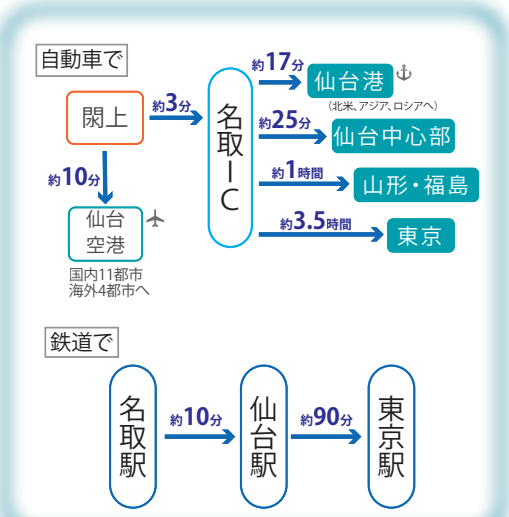 自動車で
閖上
約3分
名取IC
約17分
仙台港
(北米、アジア、ロシアへ)
約25分
仙台中心部
約1時間
山形・福島
約3.5時間
東京
約10分
仙台
空港
国内11都市
海外4都市へ
鉄道で
名取駅
約10分
仙台駅
約90分
東京駅